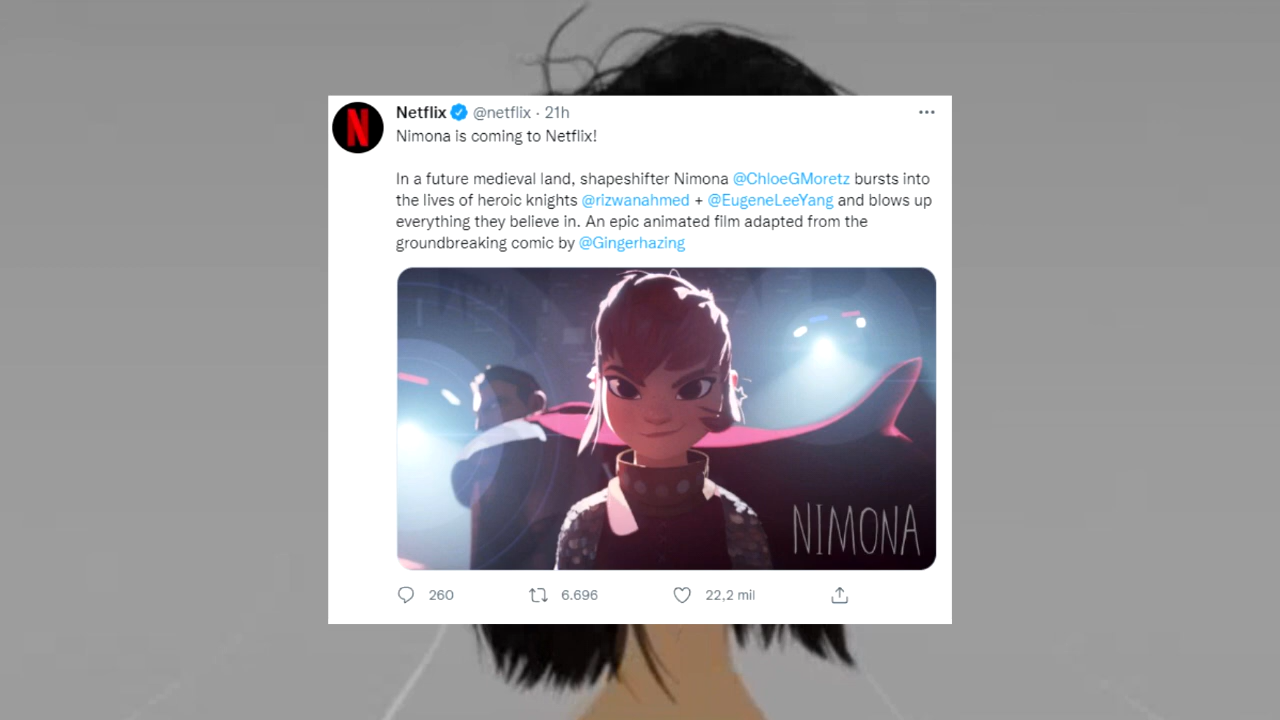 Netflix @netflix · 21h
Nimona is coming to Netflix!
In a future medieval land, shapeshifter Nimona @ChloeGMoretz bursts into
the lives of heroic knights @rizwanahmed + @EugeneLeeYang and blows up
everything they believe in. An epic animated film adapted from the
groundbreaking comic by @Gingerhazing
N
NIMONA
260 6.696 22,2 mil